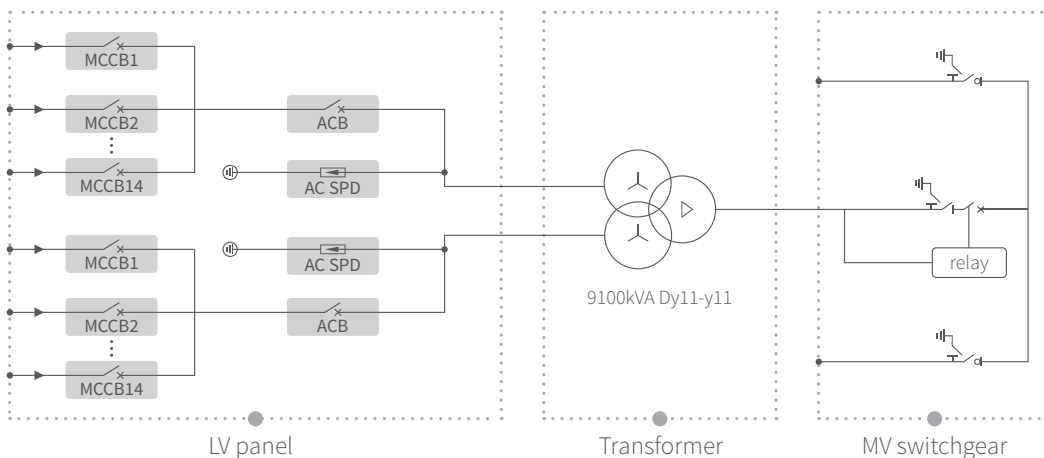 MCCB1
MCCB2
ACB
MCCB14
AC SPD
MCCB1
AC SPD
MCCB2
ACB
MCCB14
9100kVA Dy11-y11
relay
LV panel
Transformer
MV switchgear